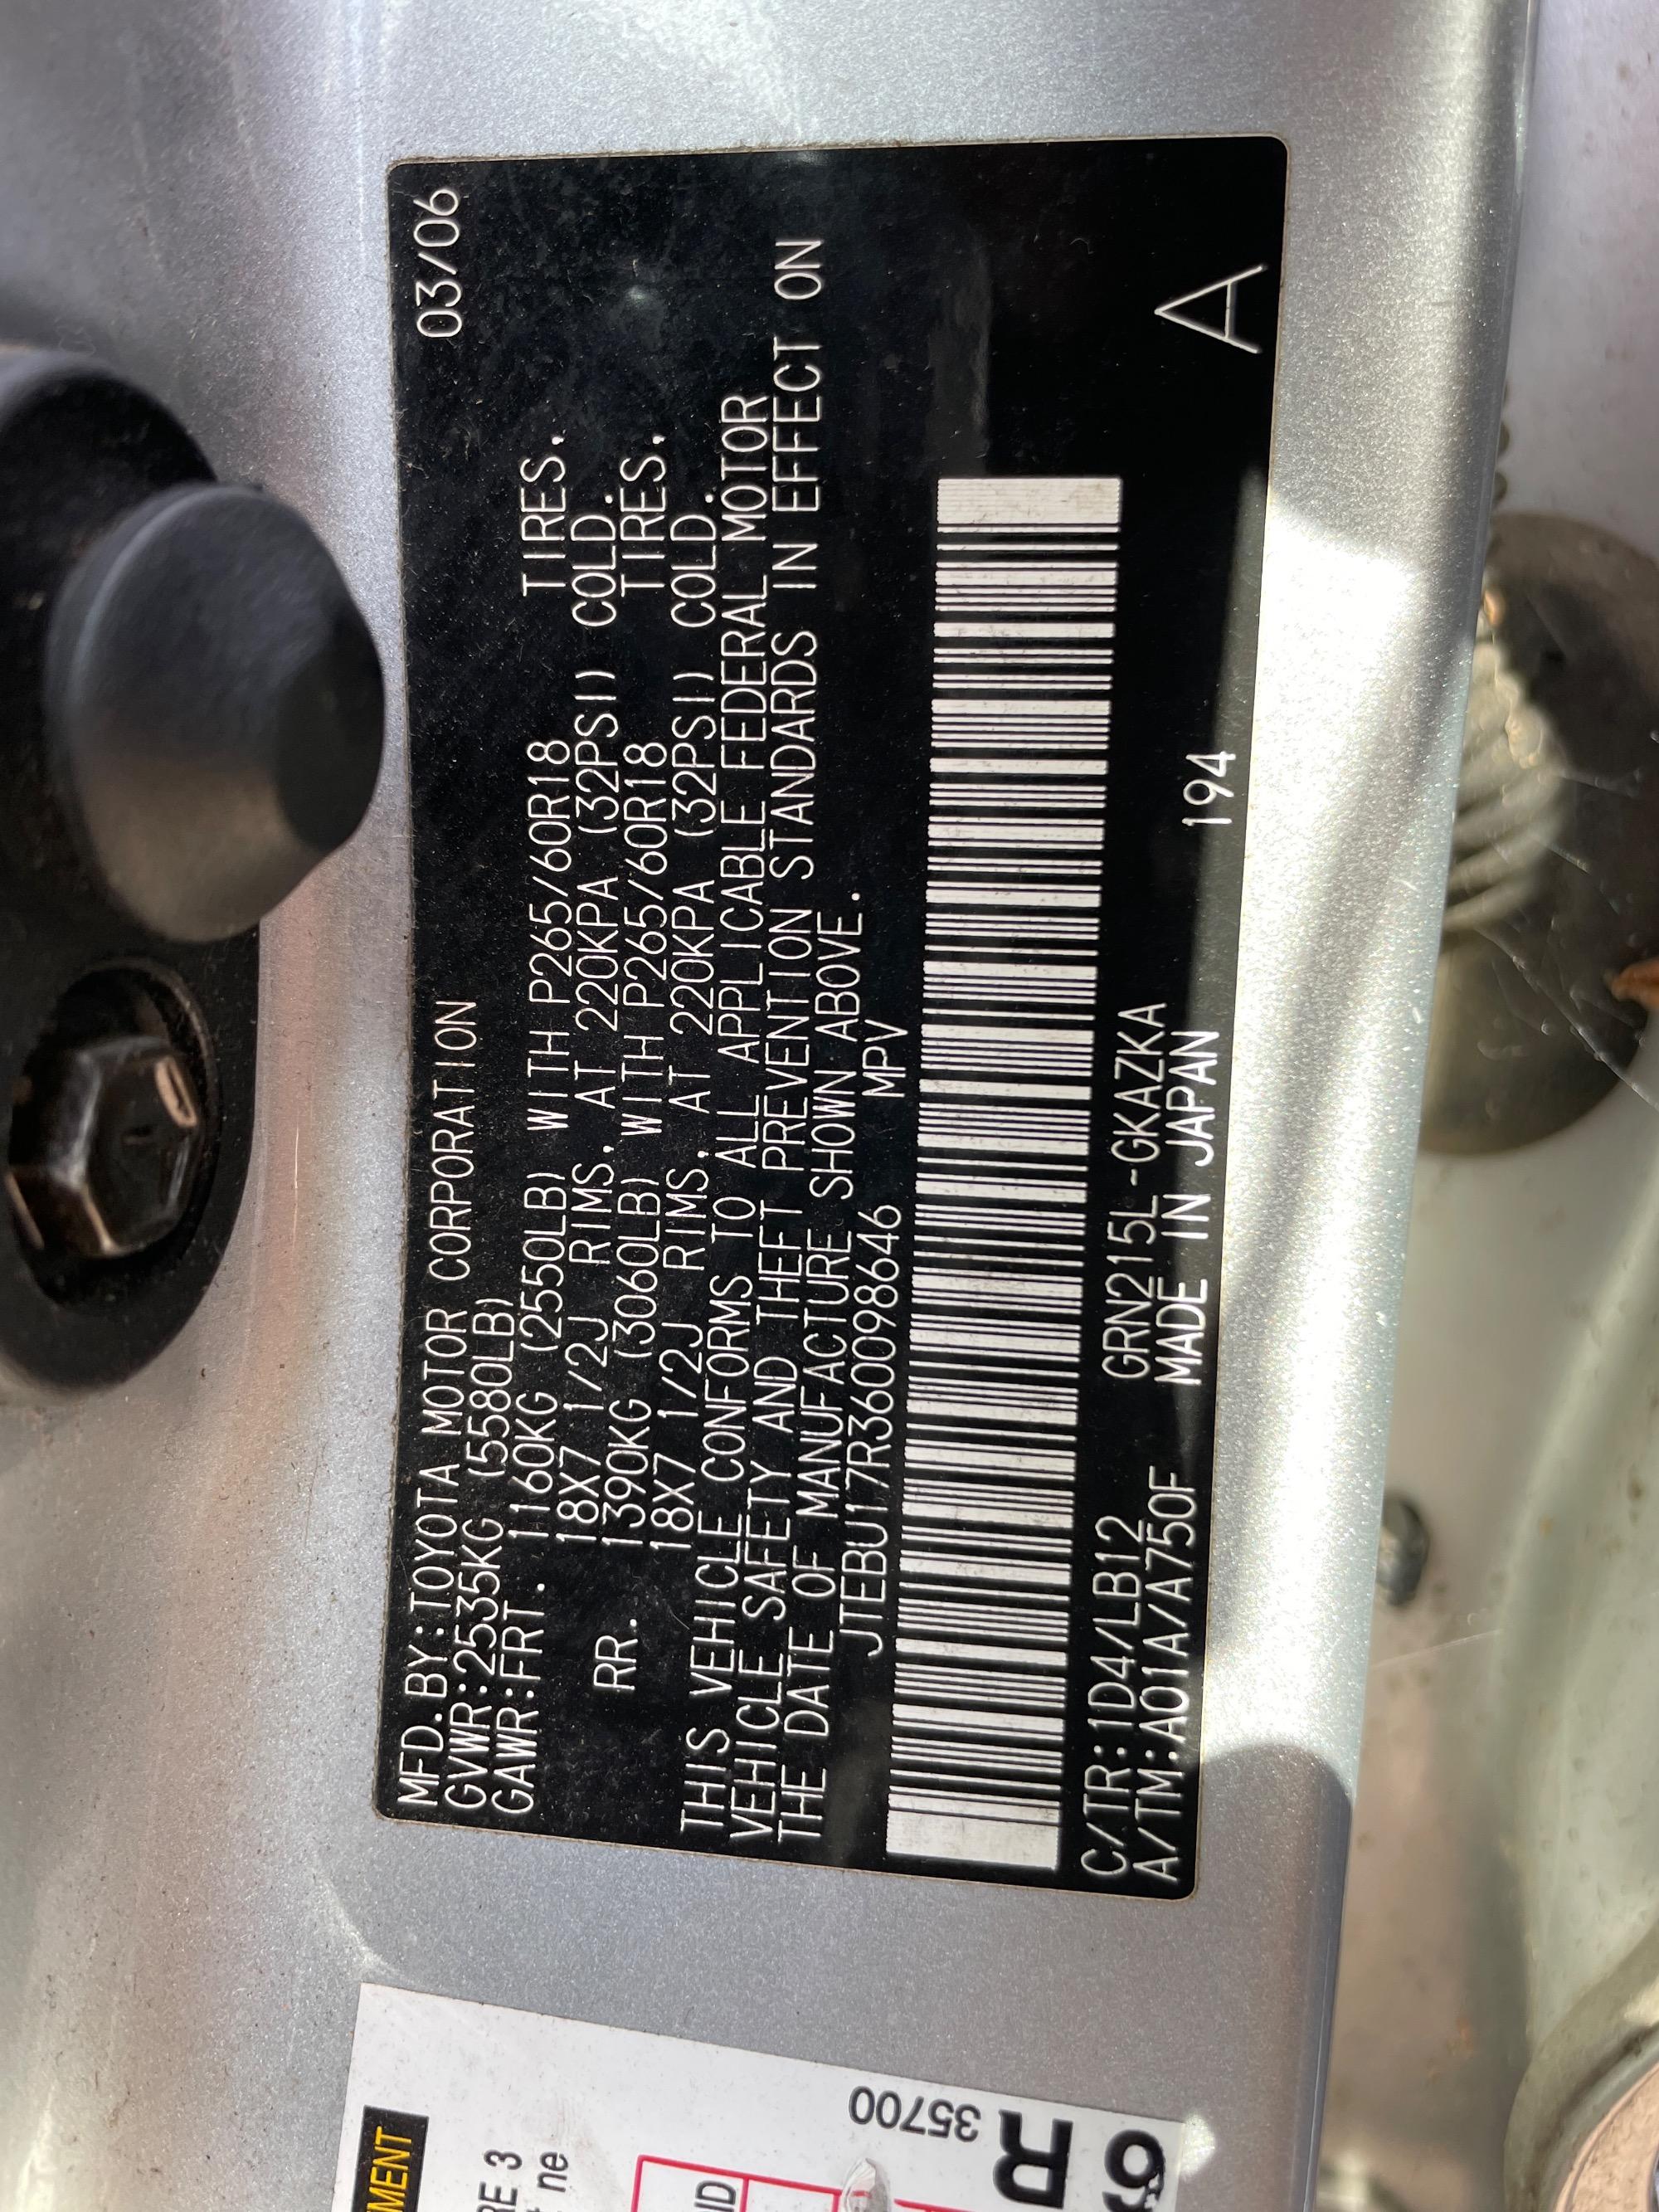 MFD.BY:TOYOTA MOTOR CORPORATION 03/06
GVWR:2535KG (5580LB)
GAWR:FRT. 1160KG (2550LB) WITH P265/60R18 TIRES,
18X7 1/2J RIMS, AT 220KPA (32PSI) COLD.
RR. 1390KG (3060LB) WITH P265/60R18 TIRES,
18X7 1/2J RIMS, AT 220KPA (32PSI) COLD.
THIS VEHICLE CONFORMS TO ALL APPLICABLE FEDERAL MOTOR
VEHICLE SAFETY AND THEFT PREVENTION STANDARDS IN EFFECT ON
THE DATE OF MANUFACTURE SHOWN ABOVE.
JTEBU17R360098646 MPV
C/TR:1D4/LB12 GRN215L-GKAZKA
A/TM:A01A/A750F MADE IN JAPAN 194
A
RE 3
ne
35700
R